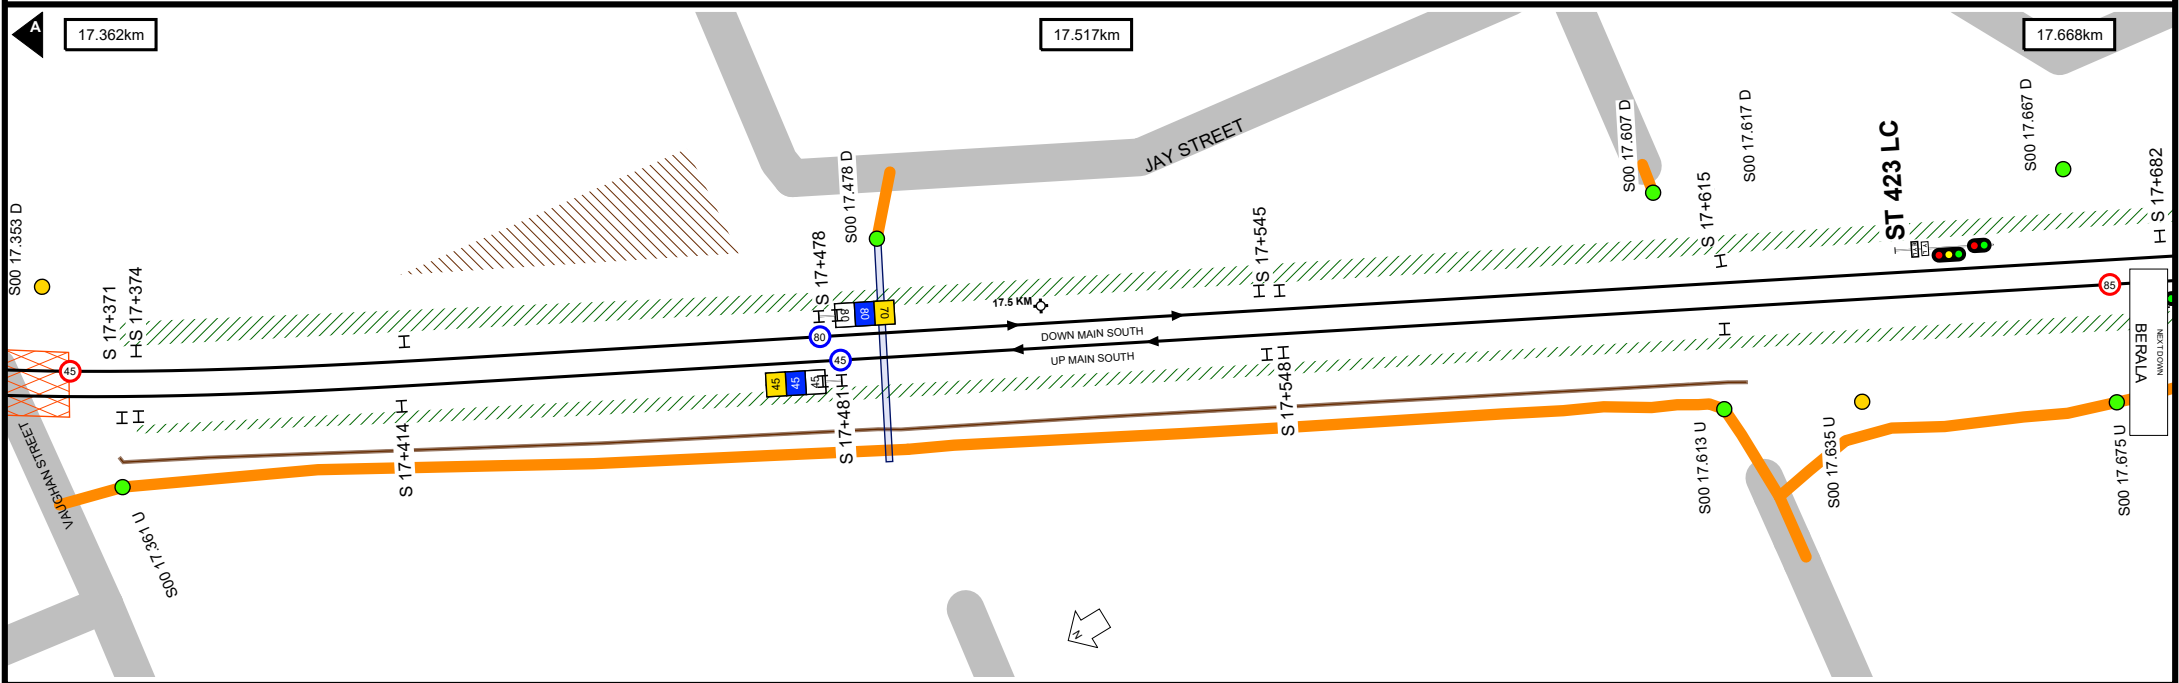 A
17.362km
17.517km
17.668km
S00 17.353 D
S 17+371
S 17+374
S 17+478
S00 17.478 D
JAY STREET
S 17+545
S00 17.607 D
S 17+615
S00 17.617 D
ST 423 LC
S00 17.667 D
S 17+682
80
80
70
17.5 KM
80
DOWN MAIN SOUTH
45
UP MAIN SOUTH
45
85
45
45
45
BERALA
NEXT DOWN
VAUGHAN STREET
S00 17.361 U
S 17+414
S 17+481
S 17+548
S00 17.613 U
S00 17.635 U
S00 17.675 U
N